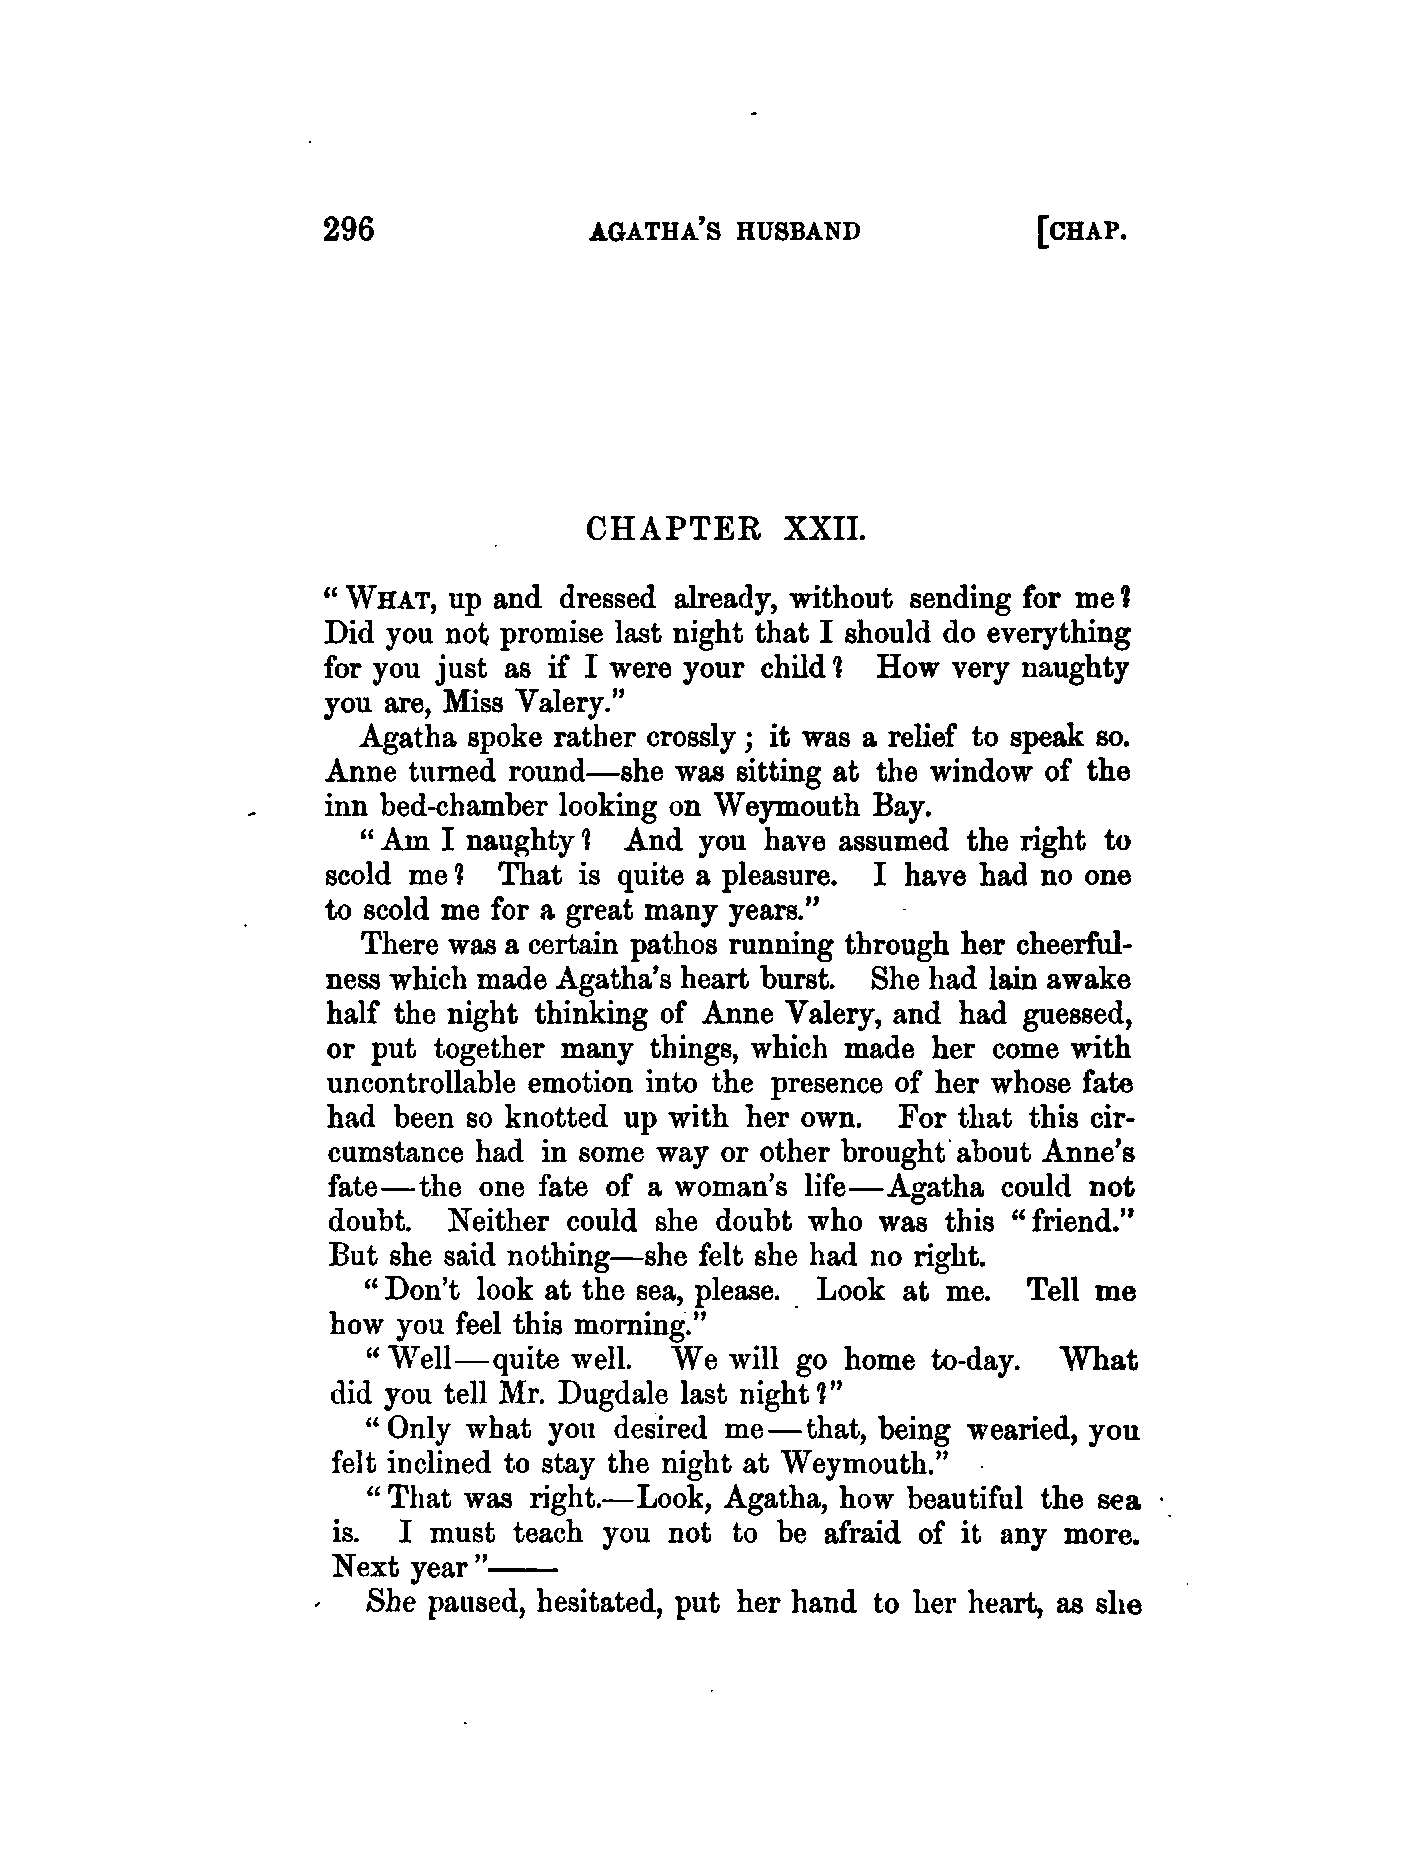 296 AGATHA'S HUSBAND [CHAP.
CHAPTER XXII.
“ WHAT, up and dressed already, without sending for me?
Did you not promise last night that I should do everything
for you just as if I were your child? How very naughty
you are, Miss Valery.”
Agatha spoke rather crossly; it was a relief to speak so.
Anne turned round—she was sitting at the window of the
inn bed-chamber looking on Weymouth Bay.
“ Am I naughty? And you have assumed the right to
scold me? That is quite a pleasure. I have had no one
to scold me for a great many years.”
There was a certain pathos running through her cheerful-
ness which made Agatha's heart burst. She had lain awake
half the night thinking of Anne Valery, and had guessed,
or put together many things, which made her come with
uncontrollable emotion into the presence of her whose fate
had been so knotted up with her own. For that this cir-
cumstance had in some way or other brought about Anne's
fate—the one fate of a woman's life—Agatha could not
doubt. Neither could she doubt who was this “friend.”
But she said nothing—she felt she had no right.
“Don't look at the sea, please. Look at me. Tell me
how you feel this morning.”
“ Well—quite well. We will go home to-day. What
did you tell Mr. Dugdale last night?”
“ Only what you desired me—that, being wearied, you
felt inclined to stay the night at Weymouth.”
“ That was right.—Look, Agatha, how beautiful the sea
is. I must teach you not to be afraid of it any more.
Next year”——
She paused, hesitated, put her hand to her heart, as she